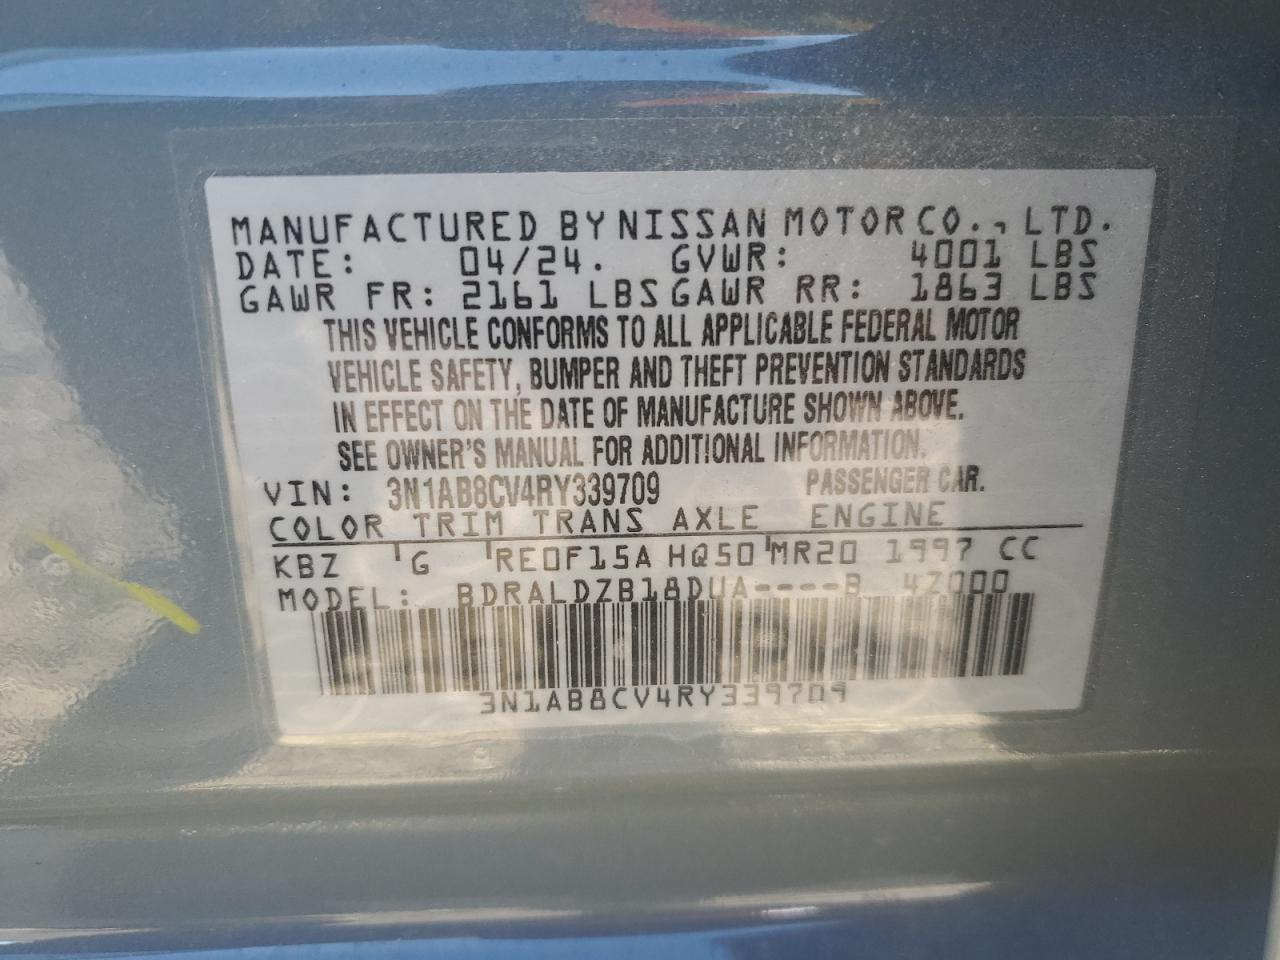 MANUFACTURED BY NISSAN MOTOR CO., LTD.
DATE: 04/24. GVWR: 4001 LBS
GAWR FR: 2161 LBS GAWR RR: 1863 LBS
THIS VEHICLE CONFORMS TO ALL APPLICABLE FEDERAL MOTOR
VEHICLE SAFETY, BUMPER AND THEFT PREVENTION STANDARDS
IN EFFECT ON THE DATE OF MANUFACTURE SHOWN ABOVE.
SEE OWNER'S MANUAL FOR ADDITIONAL INFORMATION.
VIN: 3N1AB8CV4RY339709 PASSENGER CAR.
COLOR TRIM TRANS AXLE ENGINE
KBZ G RE0F15A HQ50 MR20 1997 CC
MODEL: BDRALDZB18DUA----B 4Z000
3N1AB8CV4RY339709